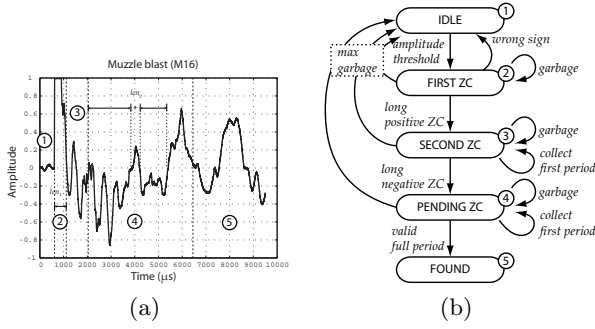 Muzzle blast (M16)
Amplitude
1
0.8
0.6
0.4
0.2
0
-0.2
-0.4
-0.6
-0.8
-1
0 1000 2000 3000 4000 5000 6000 7000 8000 9000 10000
Time (µs)
1
2
3
4
5
+
(a)
IDLE
1
max
garbage
amplitude
threshold
wrong sign
FIRST ZC
2
garbage
long
positive ZC
SECOND ZC
3
garbage
collect
first period
long
negative ZC
PENDING ZC
4
garbage
collect
first period
valid
full period
FOUND
5
(b)